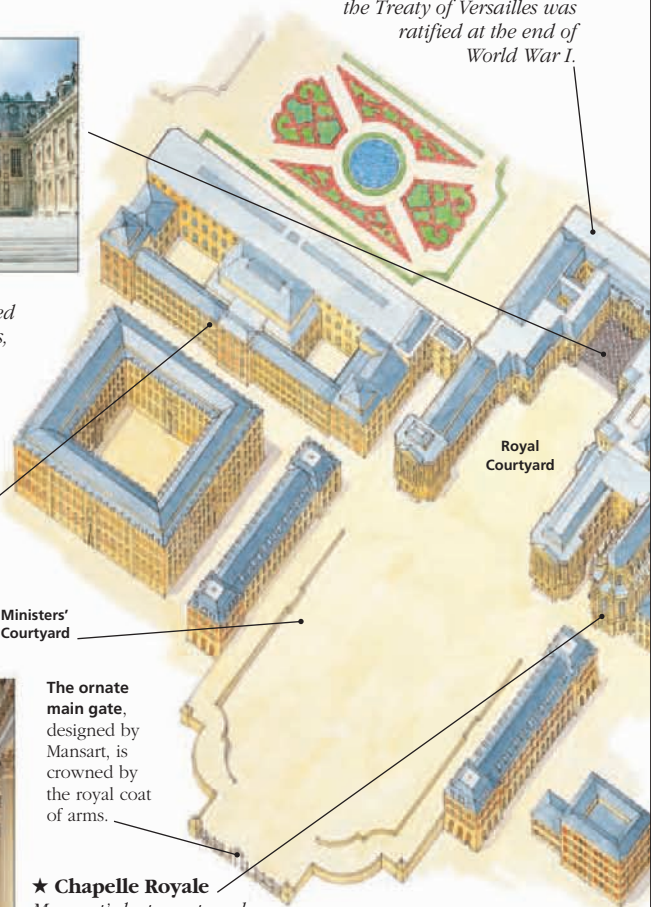 the Treaty of Versailles was
ratified at the end of
World War I.
Royal
Courtyard
Ministers’
Courtyard
The ornate
main gate,
designed by
Mansart, is
crowned by
the royal coat
of arms.
★ Chapelle Royale